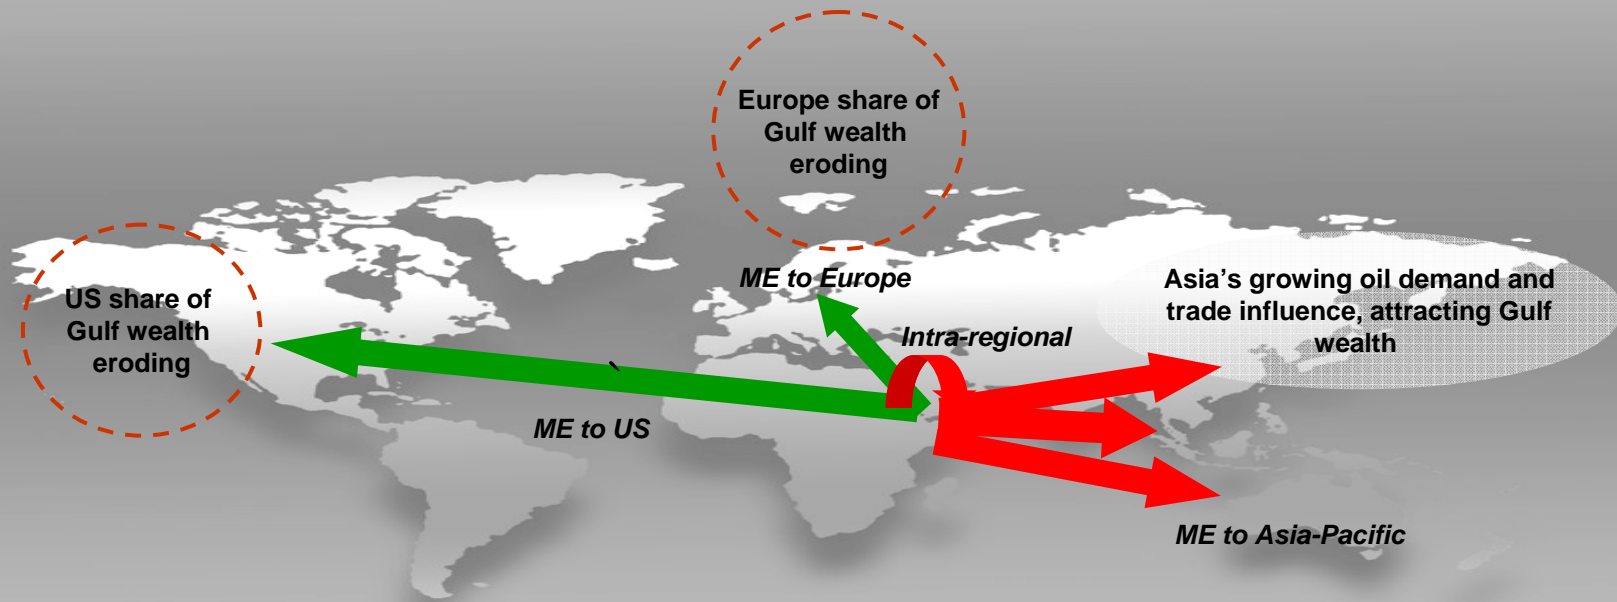 Europe share of
Gulf wealth
eroding
US share of
Gulf wealth
eroding
ME to Europe
Asia’s growing oil demand and
trade influence, attracting Gulf
wealth
Intra-regional
ME to US
ME to Asia-Pacific